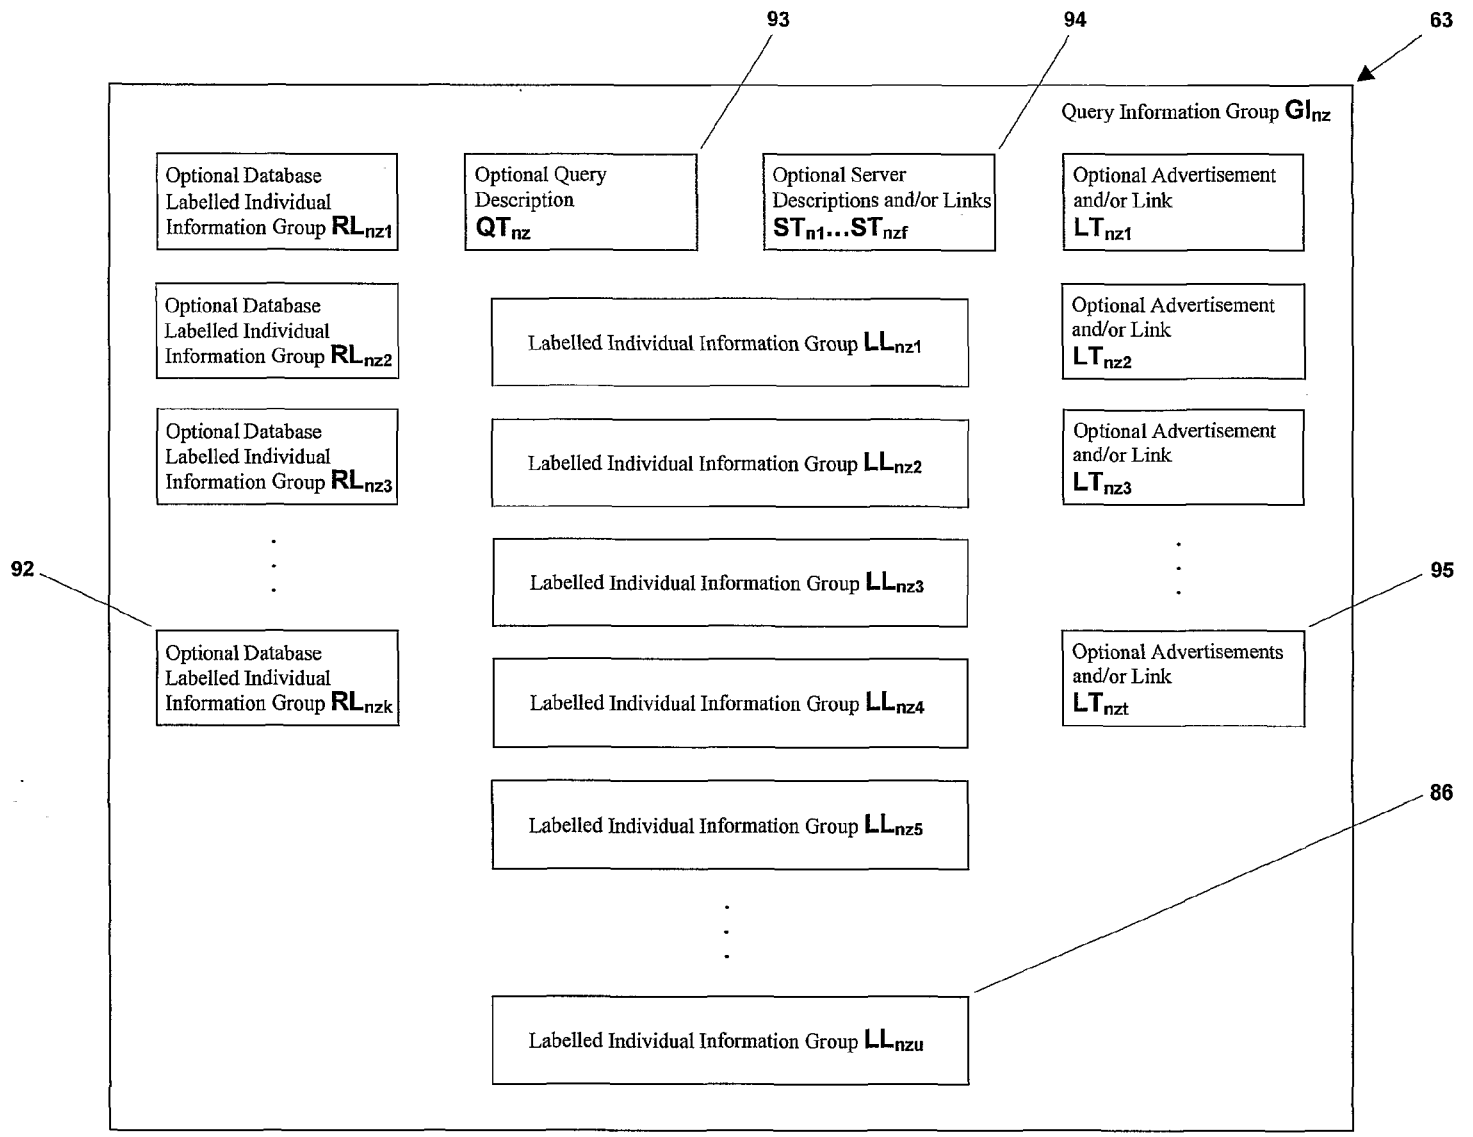 93
94
63
Query Information Group GInz
Optional Database
Labelled Individual
Information Group RLnz1
Optional Query
Description
QTnz
Optional Server
Descriptions and/or Links
STn1...STnzf
Optional Advertisement
and/or Link
LTnz1
Optional Database
Labelled Individual
Information Group RLnz2
Labelled Individual Information Group LLnz1
Optional Advertisement
and/or Link
LTnz2
Optional Database
Labelled Individual
Information Group RLnz3
Labelled Individual Information Group LLnz2
Optional Advertisement
and/or Link
LTnz3
92
Labelled Individual Information Group LLnz3
95
Optional Database
Labelled Individual
Information Group RLnzk
Labelled Individual Information Group LLnz4
Optional Advertisements
and/or Link
LTnzt
86
Labelled Individual Information Group LLnz5
Labelled Individual Information Group LLnzu